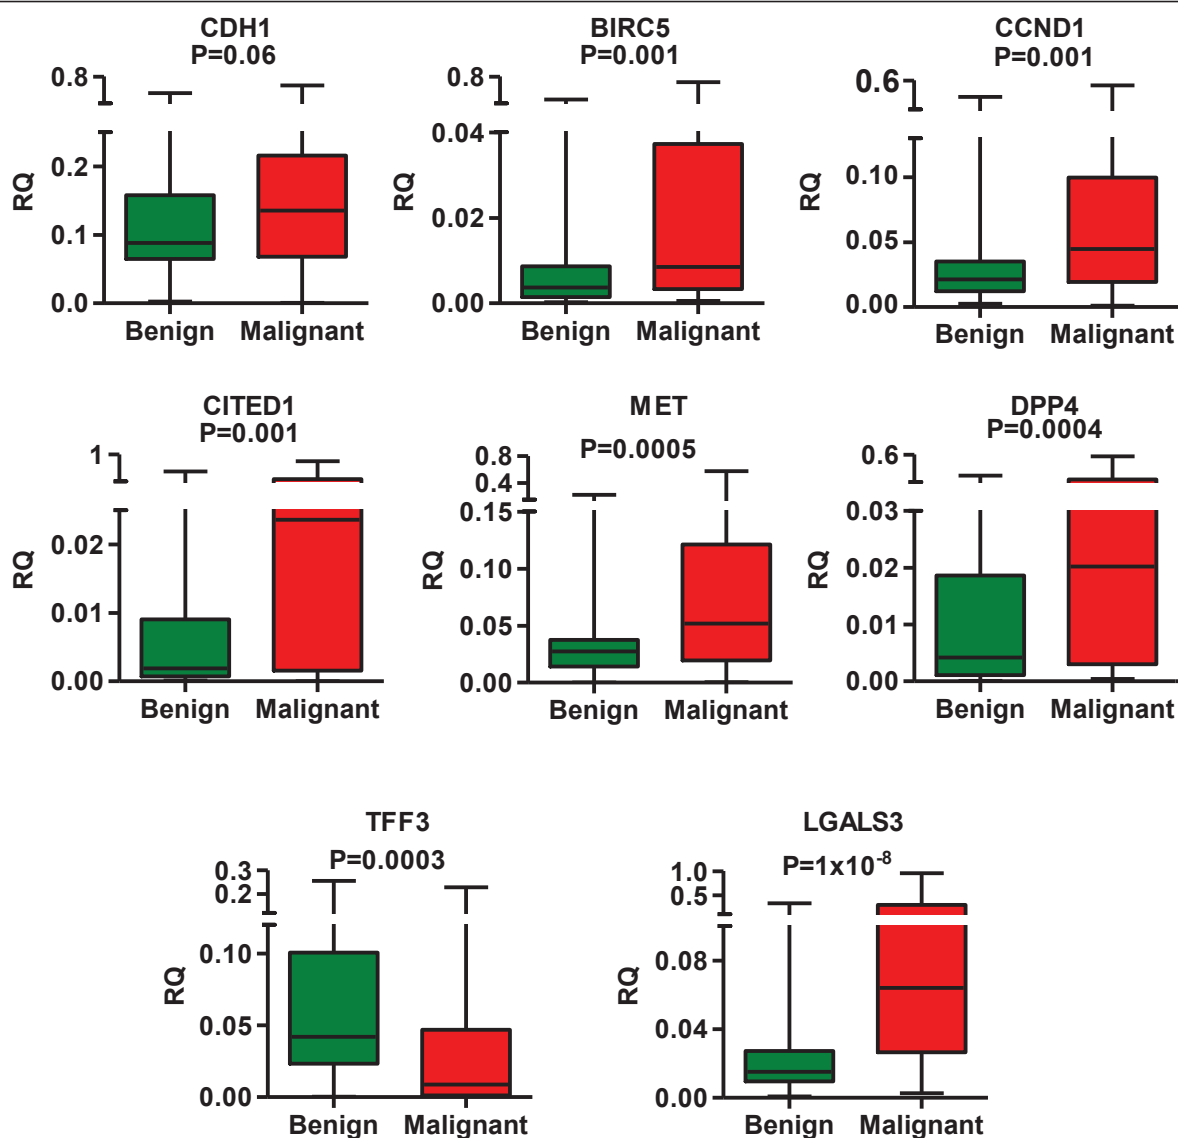 CDH1
P=0.06
0.8
0.2
0.1
0.0
RQ
Benign Malignant
BIRC5
P=0.001
0.8
0.04
0.02
0.00
RQ
Benign Malignant
CCND1
P=0.001
0.6
0.10
0.05
0.00
RQ
Benign Malignant
CITED1
P=0.001
1
0.02
0.01
0.00
RQ
Benign Malignant
MET
P=0.0005
0.8
0.4
0.15
0.10
0.05
0.00
RQ
Benign Malignant
DPP4
P=0.0004
0.6
0.03
0.02
0.01
0.00
RQ
Benign Malignant
TFF3
P=0.0003
0.3
0.2
0.10
0.05
0.00
RQ
Benign Malignant
LGALS3
P=1x10⁻⁸
1.0
0.5
0.08
0.04
0.00
RQ
Benign Malignant